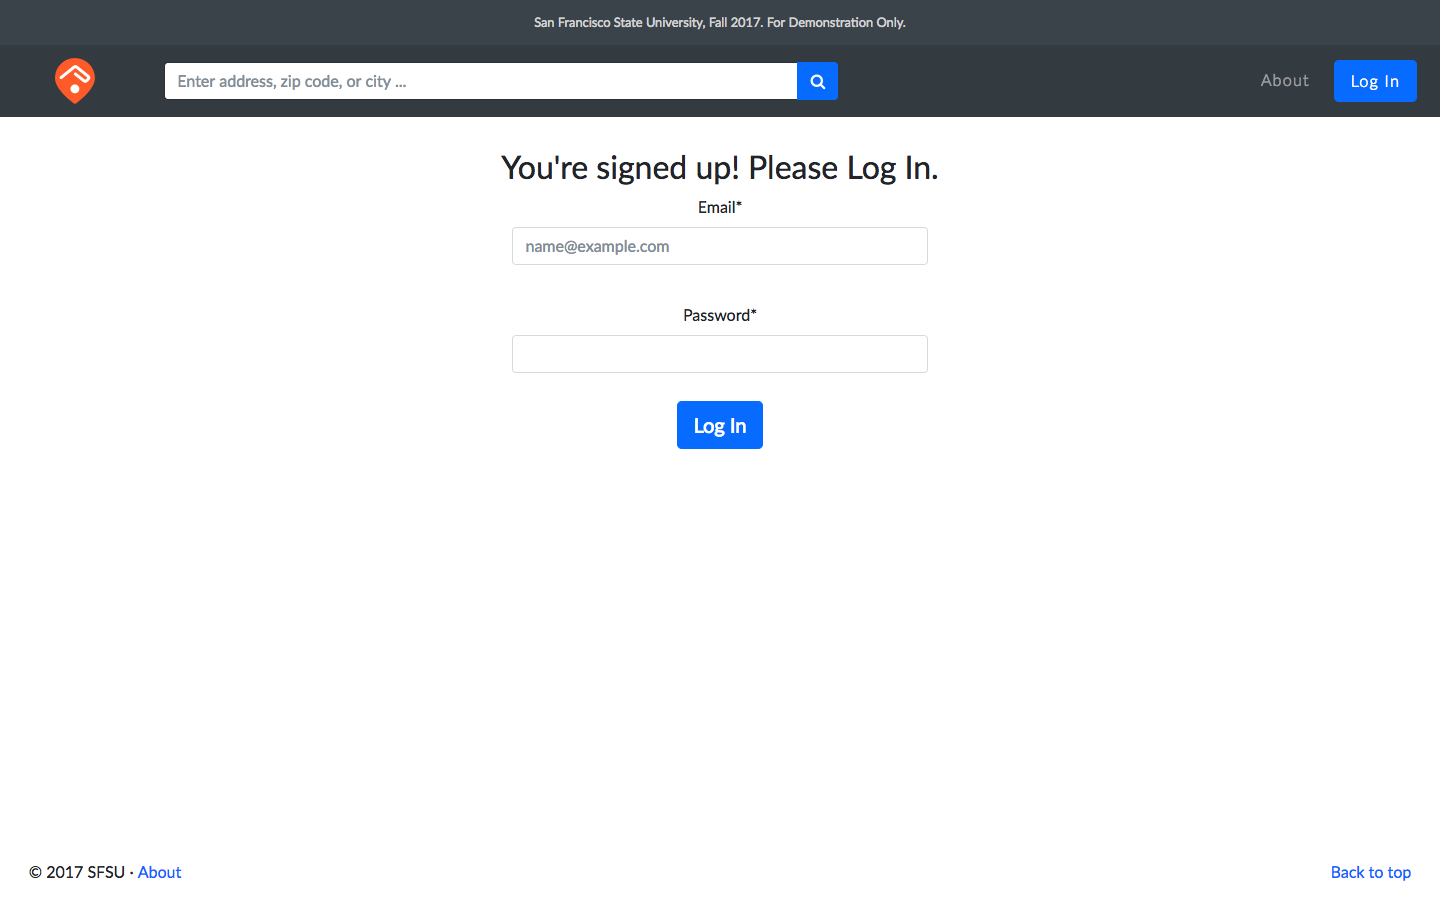 San Francisco State University, Fall 2017. For Demonstration Only.
Enter address, zip code, or city ...
About
Log In
You're signed up! Please Log In.
Email*
name@example.com
Password*
Log In
© 2017 SFSU · About
Back to top